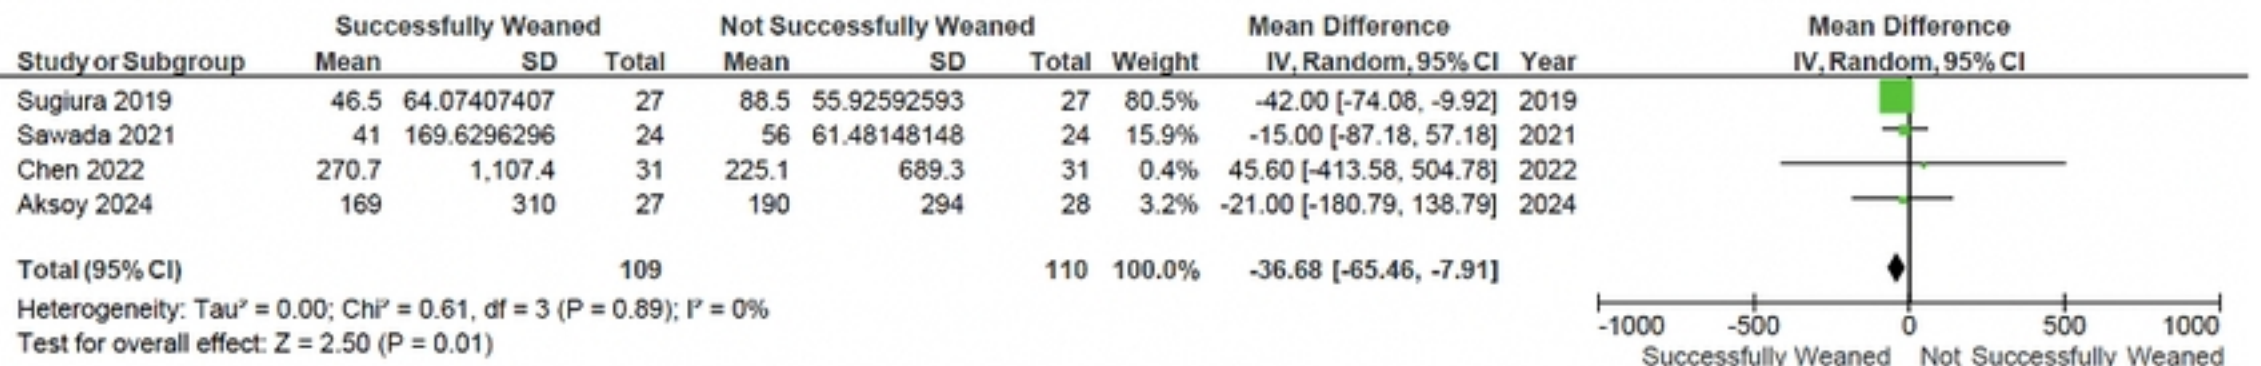 Successfully Weaned Not Successfully Weaned Mean Difference Mean Difference
Study or Subgroup Mean SD Total Mean SD Total Weight IV, Random, 95% CI Year IV, Random, 95% CI
Sugiura 2019 46.5 64.07407407 27 88.5 55.92592593 27 80.5% -42.00 [-74.08, -9.92] 2019
Sawada 2021 41 169.6296296 24 56 61.48148148 24 15.9% -15.00 [-87.18, 57.18] 2021
Chen 2022 270.7 1,107.4 31 225.1 689.3 31 0.4% 45.60 [-413.58, 504.78] 2022
Aksoy 2024 169 310 27 190 294 28 3.2% -21.00 [-180.79, 138.79] 2024
Total (95% CI) 109 110 100.0% -36.68 [-65.46, -7.91]
Heterogeneity: Tau² = 0.00; Chi² = 0.61, df = 3 (P = 0.89); I² = 0%
Test for overall effect: Z = 2.50 (P = 0.01)
-1000 -500 0 500 1000
Successfully Weaned Not Successfully Weaned